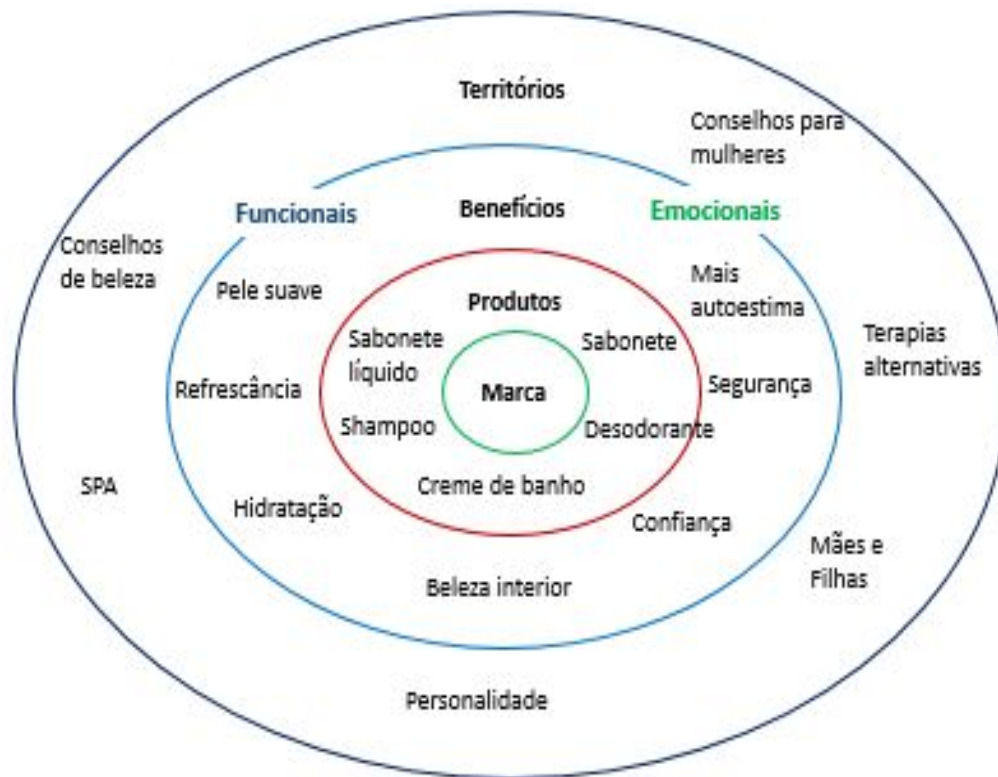 Territórios
Conselhos para
mulheres
Funcionais
Benefícios
Emocionais
Conselhos
de beleza
Pele suave
Mais
autoestima
Produtos
Sabonete
líquido
Sabonete
Terapias
alternativas
Refrescância
Marca
Segurança
Shampoo
Desodorante
SPA
Creme de banho
Hidratação
Confiança
Mães e
Filhas
Beleza interior
Personalidade